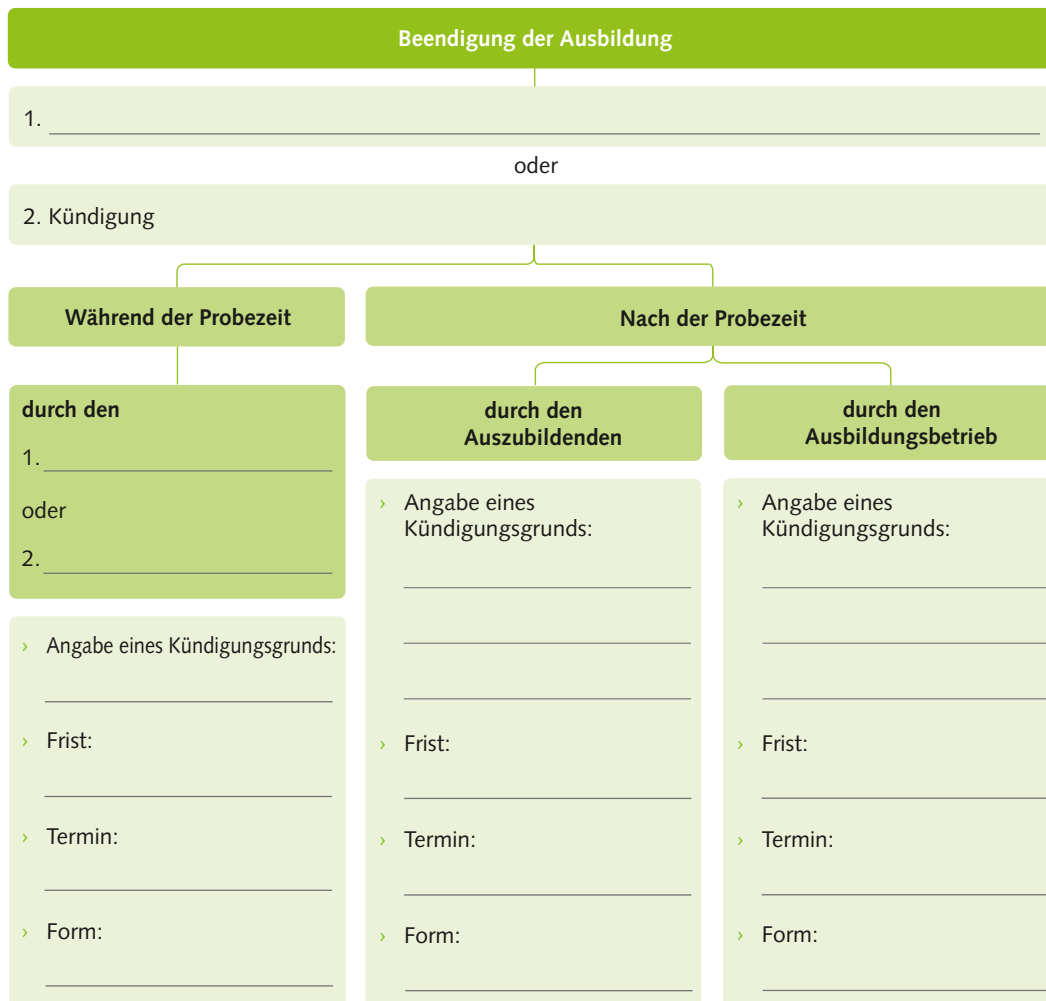 Beendigung der Ausbildung
1.
oder
2. Kündigung
Während der Probezeit
durch den
1.
oder
2.
› Angabe eines Kündigungsgrunds:
› Frist:
› Termin:
› Form:
Nach der Probezeit
durch den
Auszubildenden
› Angabe eines
Kündigungsgrunds:
› Frist:
› Termin:
› Form:
durch den
Ausbildungsbetrieb
› Angabe eines
Kündigungsgrunds:
› Frist:
› Termin:
› Form: